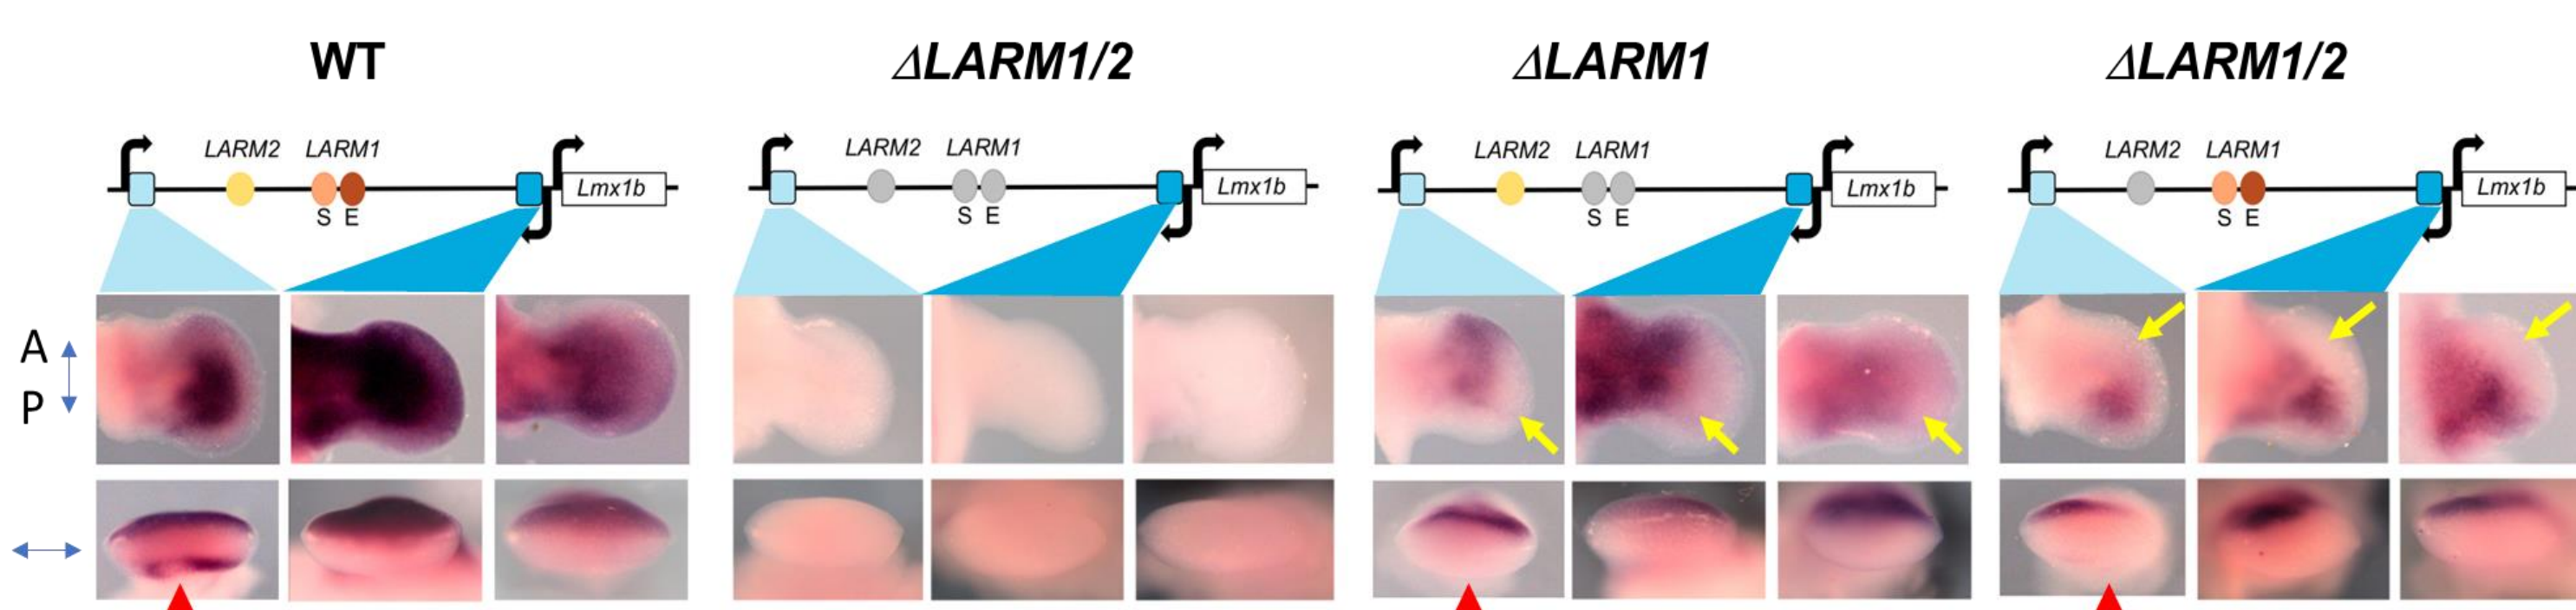 WT
ΔLARM1/2
ΔLARM1
ΔLARM1/2
LARM2 LARM1
S E
Lmx1b
LARM2 LARM1
S E
Lmx1b
LARM2 LARM1
S E
Lmx1b
LARM2 LARM1
S E
Lmx1b
A
P